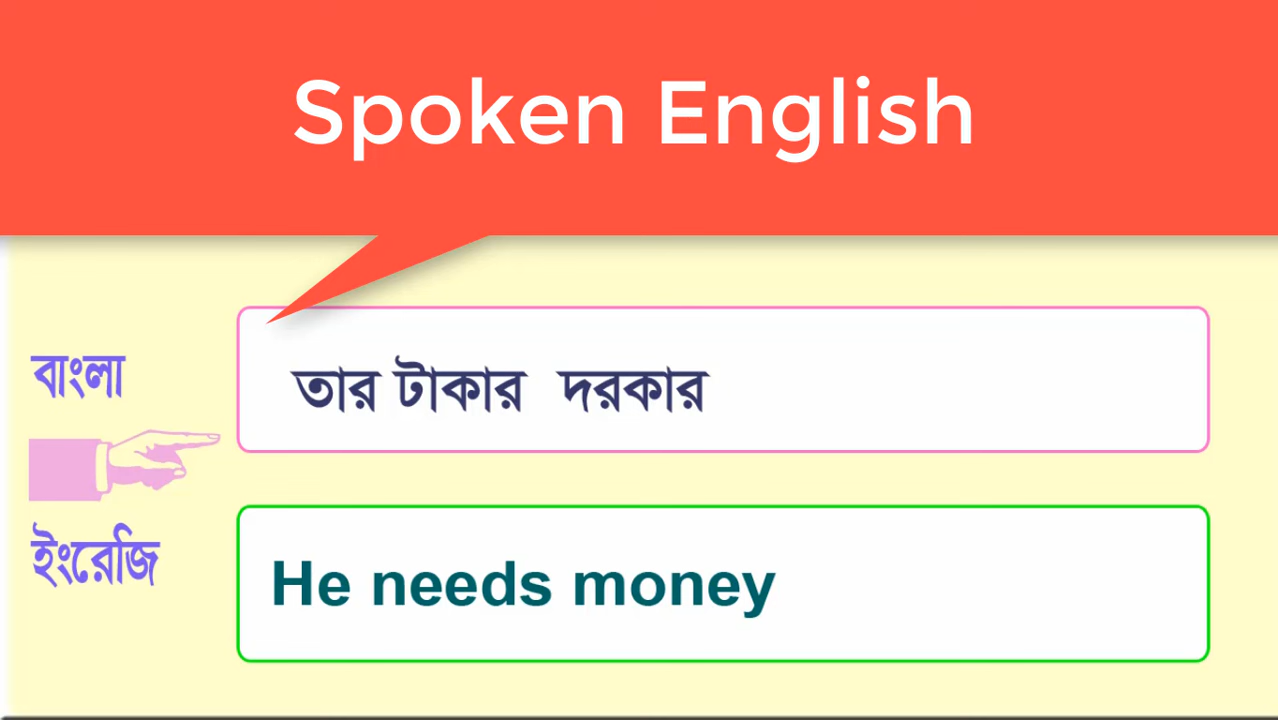 Spoken English
বাংলা
তার টাকার দরকার
ইংরেজি
He needs money